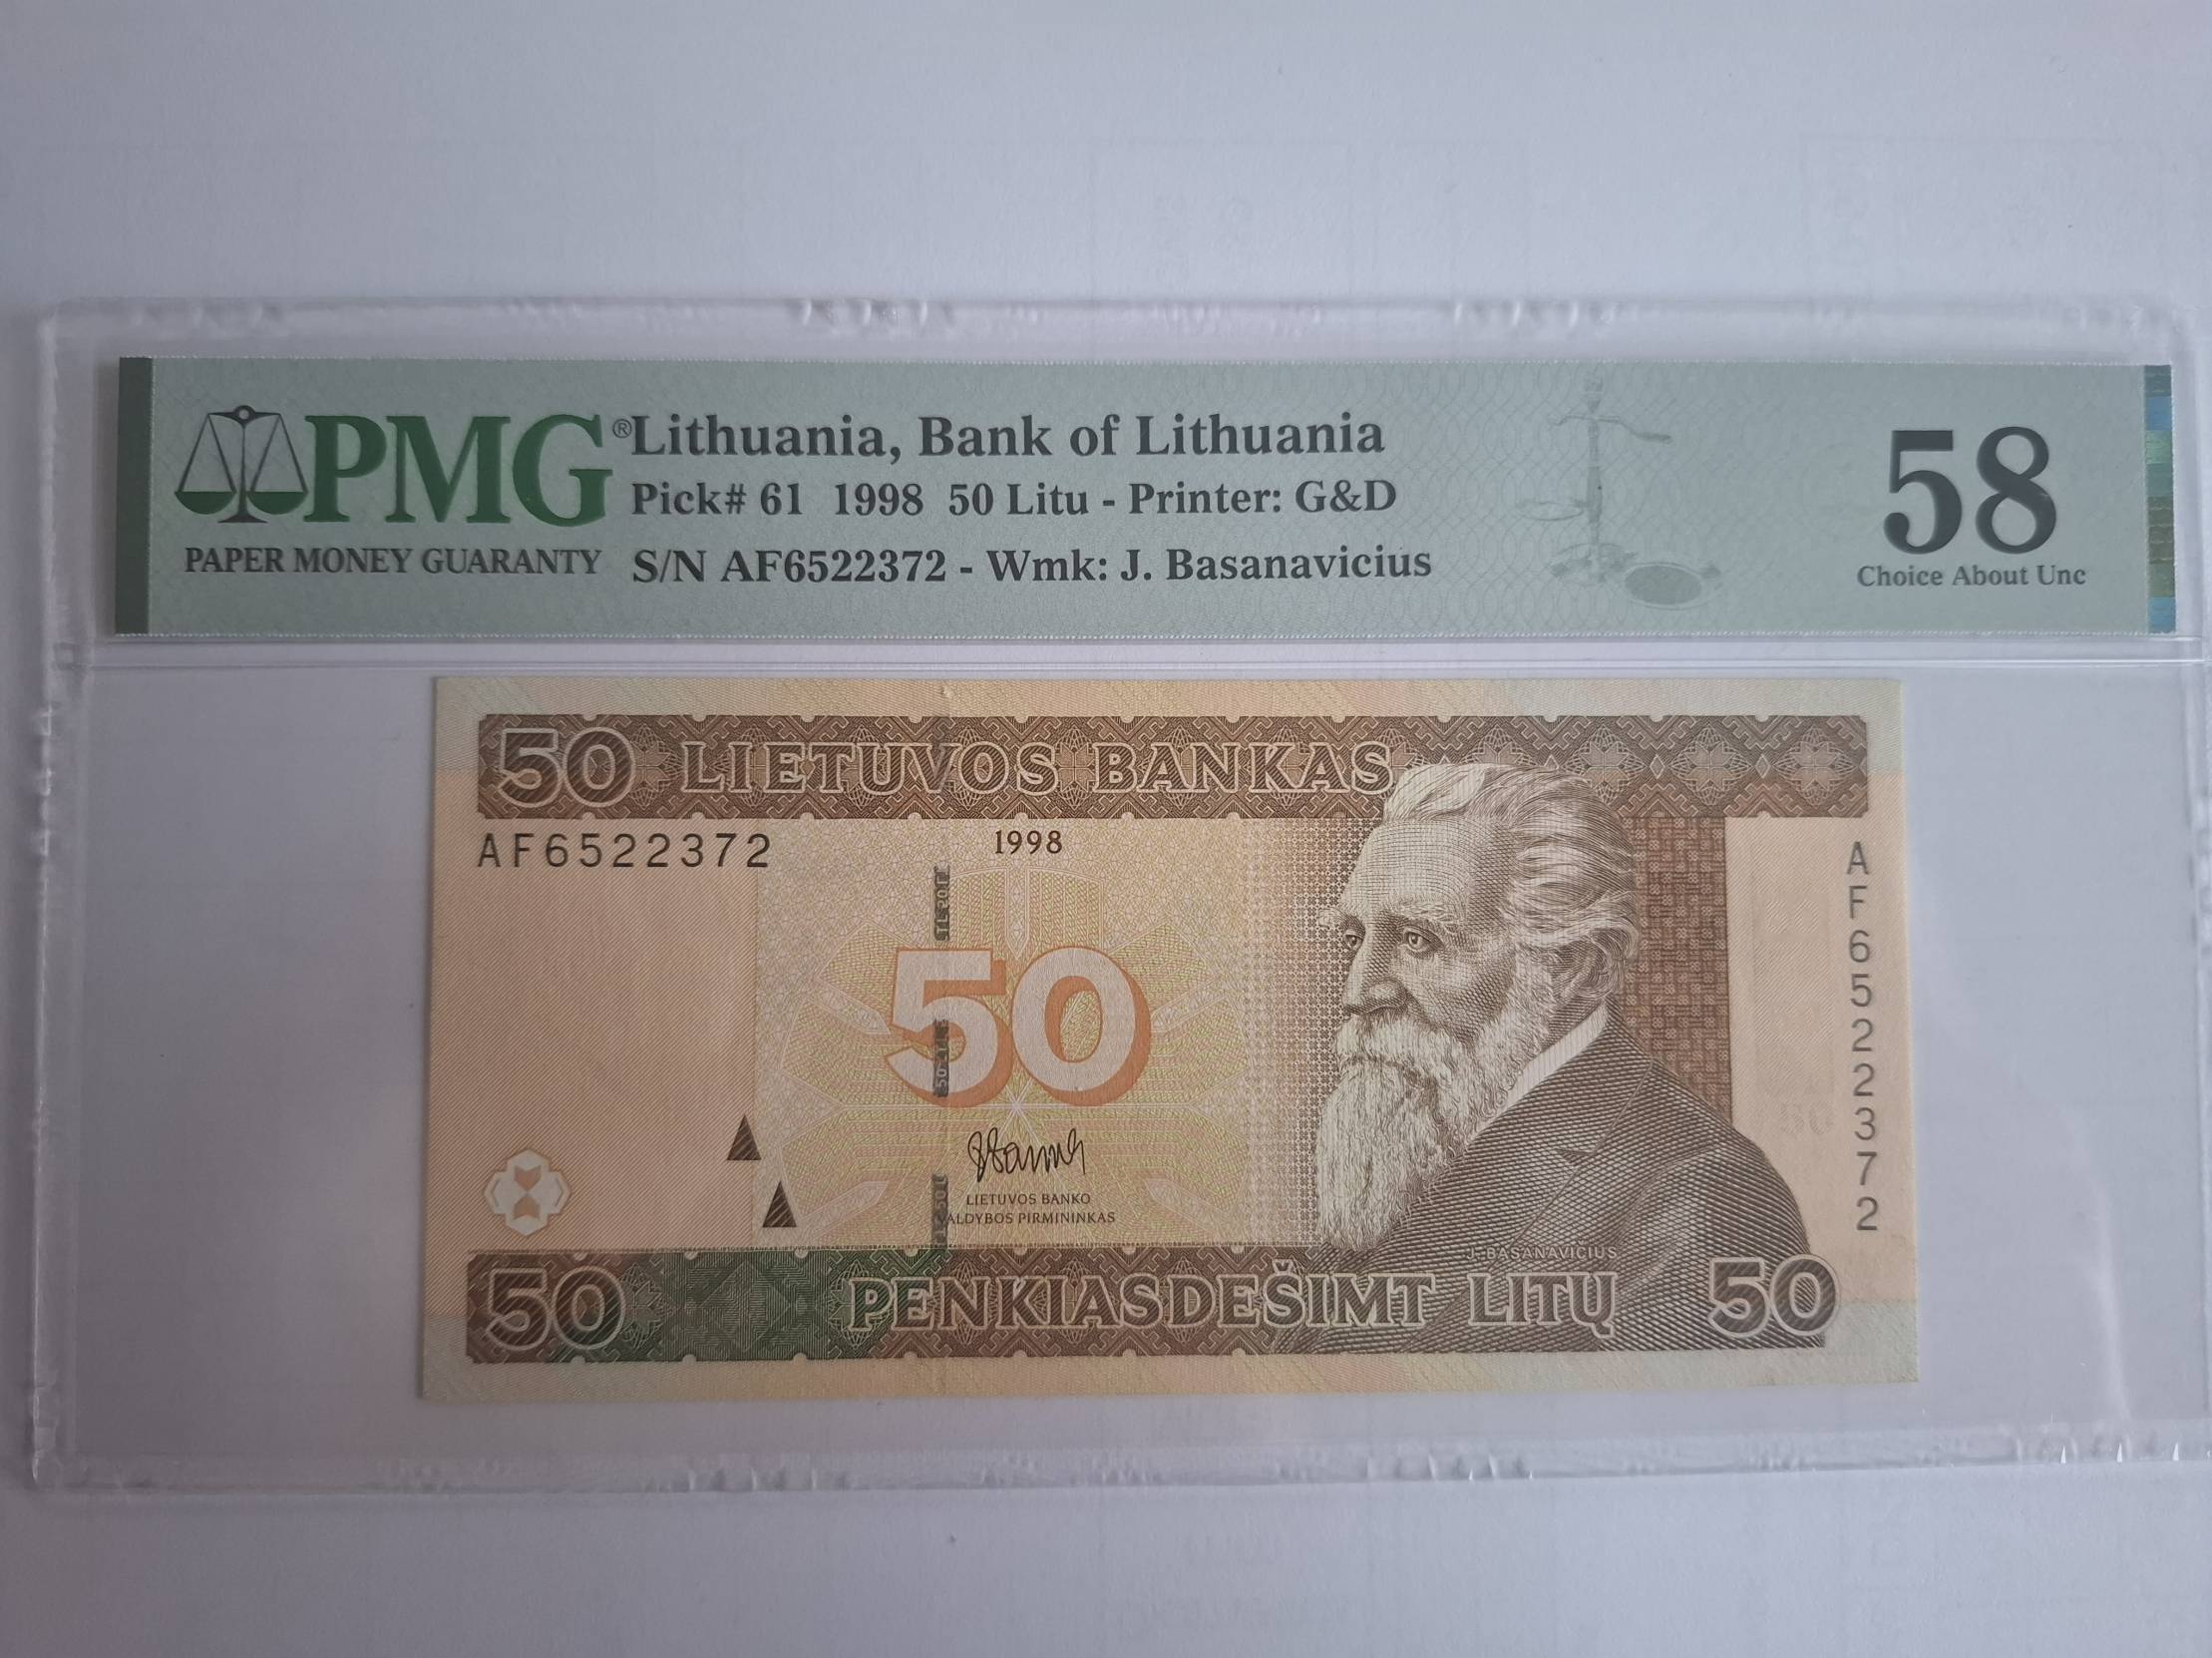 PMG®
PAPER MONEY GUARANTY
Lithuania, Bank of Lithuania
Pick# 61 1998 50 Litu - Printer: G&D
S/N AF6522372 - Wmk: J. Basanavicius
58
Choice About Unc
50 LIETUVOS BANKAS
AF6522372
1998
AF6522372
50
LIETUVOS BANKO
ALDYBOS PIRMININKAS
J. BASANAVIČIUS
50 PENKIASDEŠIMT LITŲ 50